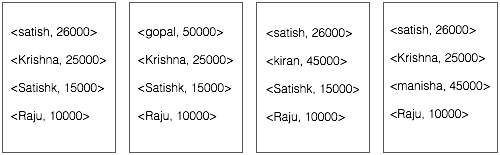 <satish, 26000>
<Krishna, 25000>
<Satishk, 15000>
<Raju, 10000>
<gopal, 50000>
<Krishna, 25000>
<Satishk, 15000>
<Raju, 10000>
<satish, 26000>
<kiran, 45000>
<Satishk, 15000>
<Raju, 10000>
<satish, 26000>
<Krishna, 25000>
<manisha, 45000>
<Raju, 10000>